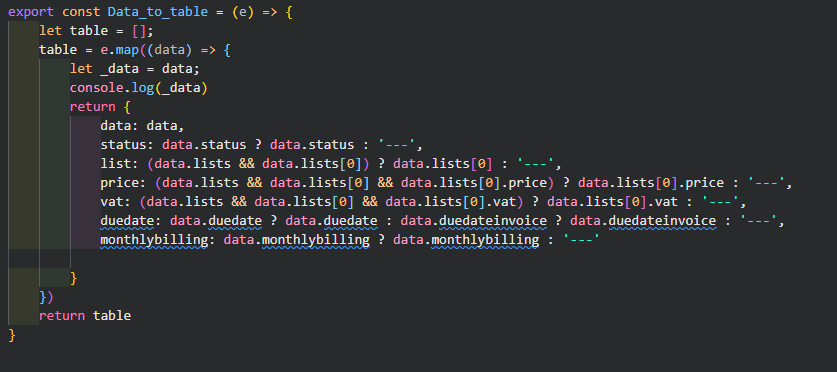 export const Data_to_table = (e) => {
    let table = [];
    table = e.map((data) => {
        let _data = data;
        console.log(_data)
        return {
            data: data,
            status: data.status ? data.status : '---',
            list: (data.lists && data.lists[0]) ? data.lists[0] : '---',
            price: (data.lists && data.lists[0] && data.lists[0].price) ? data.lists[0].price : '---',
            vat: (data.lists && data.lists[0] && data.lists[0].vat) ? data.lists[0].vat : '---',
            duedate: data.duedate ? data.duedate : data.duedateinvoice ? data.duedateinvoice : '---',
            monthlybilling: data.monthlybilling ? data.monthlybilling : '---'
        }
    })
    return table
}